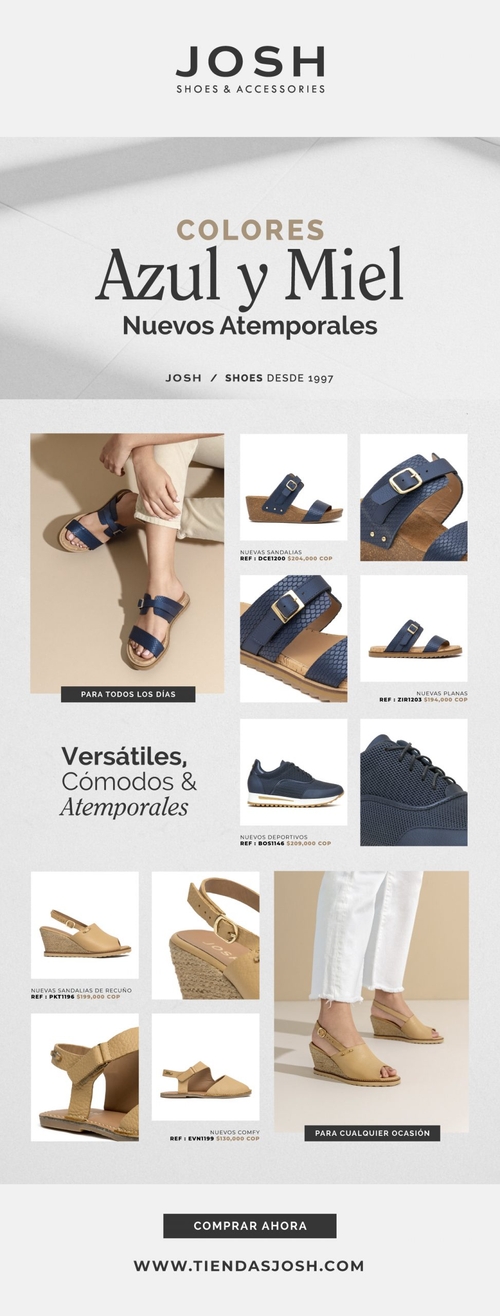 JOSH
SHOES & ACCESSORIES
COLORES
Azul y Miel
Nuevos Atemporales
JOSH / SHOES DESDE 1997
NUEVAS SANDALIAS
REF : DCE1200 $204,000 COP
NUEVAS PLANAS
REF : ZIR1203 $194,000 COP
PARA TODOS LOS DÍAS
Versátiles,
Cómodos &
Atemporales
NUEVOS DEPORTIVOS
REF : BOS1146 $209,000 COP
JOSH
NUEVAS SANDALIAS DE RECUÑO
REF : PKT1196 $199,000 COP
NUEVOS COMFY
REF : EVN1199 $130,000 COP
PARA CUALQUIER OCASIÓN
COMPRAR AHORA
WWW.TIENDASJOSH.COM